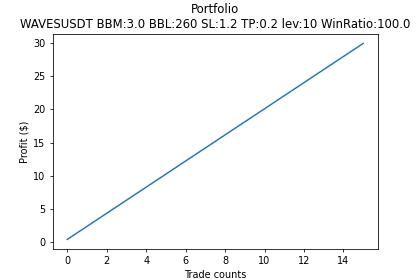 Portfolio
WAVESUSDT BBM:3.0 BBL:260 SL:1.2 TP:0.2 lev:10 WinRatio:100.0
30
25
20
15
10
5
0
Profit ($)
0 2 4 6 8 10 12 14
Trade counts